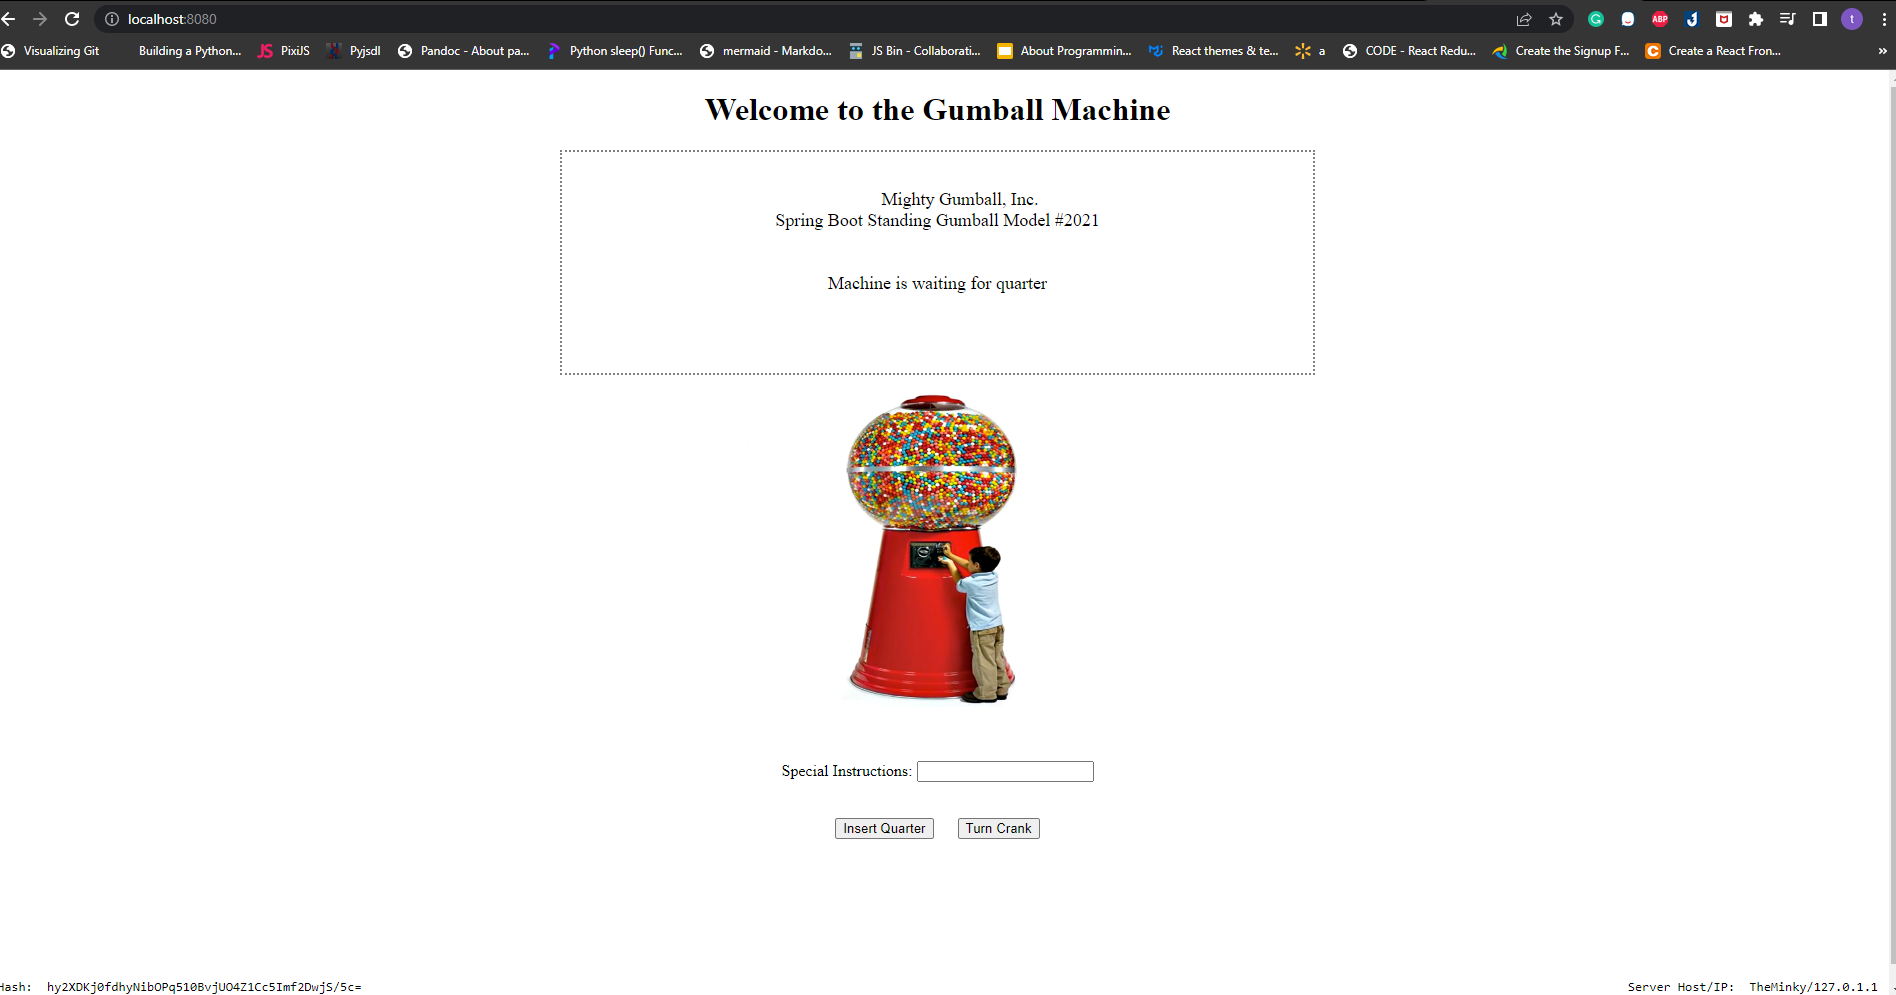 localhost:8080
ABP
t
Visualizing Git Building a Python... JS PixiJS Pyjsdl Pandoc - About pa... Python sleep() Func... mermaid - Markdo... JS Bin - Collaborati... About Programmin... React themes & te... a CODE - React Redu... Create the Signup F... C Create a React Fron... »
Welcome to the Gumball Machine
Mighty Gumball, Inc.
Spring Boot Standing Gumball Model #2021
Machine is waiting for quarter
Special Instructions:
Insert Quarter Turn Crank
Hash: hy2XDKj0fdhyNibOPq510BvjUO4Z1Cc5Imf2DwjS/5c= Server Host/IP: TheMinky/127.0.1.1